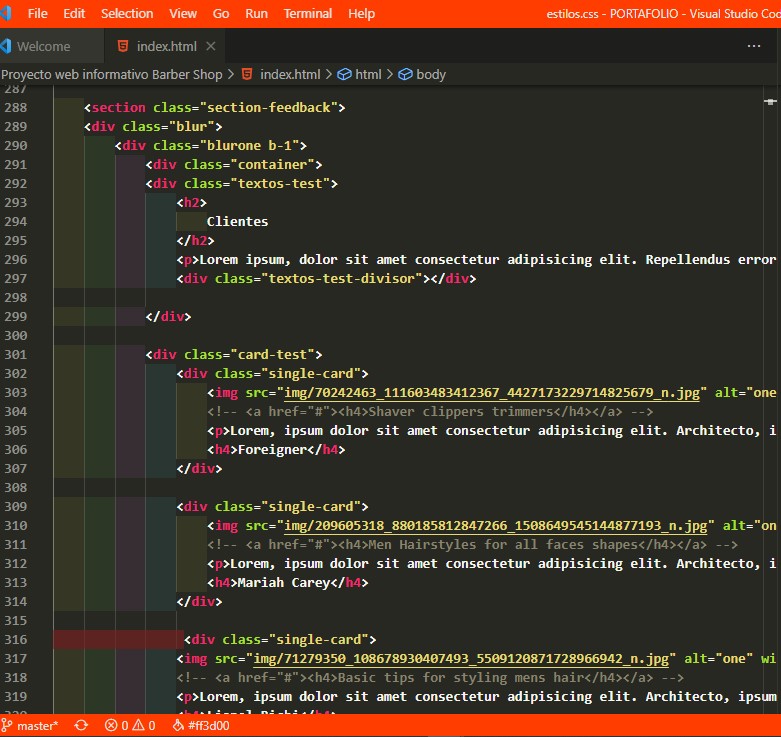 File Edit Selection View Go Run Terminal Help estilos.css - PORTAFOLIO - Visual Studio Cod
Welcome index.html
Proyecto web informativo Barber Shop > index.html > html > body
287
288 <section class="section-feedback">
289 <div class="blur">
290 <div class="blurone b-1">
291 <div class="container">
292 <div class="textos-test">
293 <h2>
294 Clientes
295 </h2>
296 <p>Lorem ipsum, dolor sit amet consectetur adipisicing elit. Repellendus error
297 <div class="textos-test-divisor"></div>
298
299 </div>
300
301 <div class="card-test">
302 <div class="single-card">
303 <img src="img/70242463_111603483412367_4427173229714825679_n.jpg" alt="one
304 <!-- <a href="#"><h4>Shaver clippers trimmers</h4></a> -->
305 <p>Lorem, ipsum dolor sit amet consectetur adipisicing elit. Architecto, i
306 <h4>Foreigner</h4>
307 </div>
308
309 <div class="single-card">
310 <img src="img/209605318_880185812847266_1508649545144877193_n.jpg" alt="on
311 <!-- <a href="#"><h4>Men Hairstyles for all faces shapes</h4></a> -->
312 <p>Lorem, ipsum dolor sit amet consectetur adipisicing elit. Architecto, i
313 <h4>Mariah Carey</h4>
314 </div>
315
316 <div class="single-card">
317 <img src="img/71279350_108678930407493_5509120871728966942_n.jpg" alt="one" wi
318 <!-- <a href="#"><h4>Basic tips for styling mens hair</h4></a> -->
319 <p>Lorem, ipsum dolor sit amet consectetur adipisicing elit. Architecto, ipsum
master* 0 0 #ff3d00